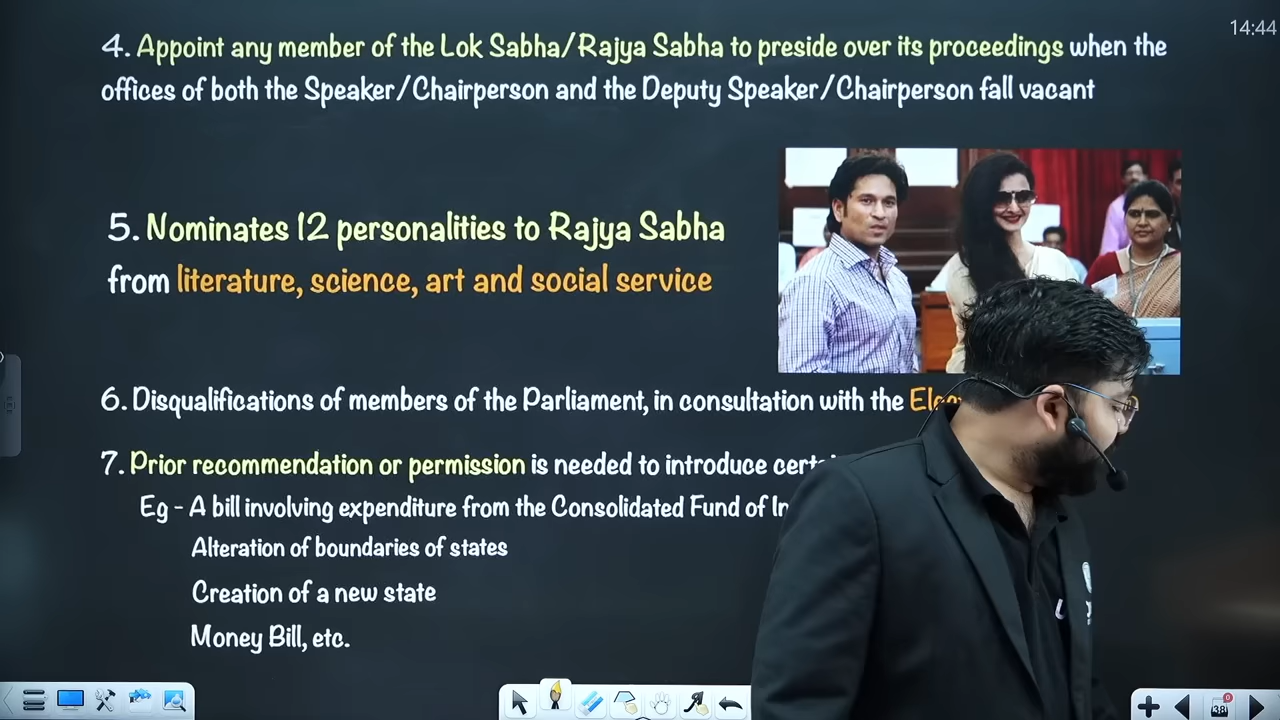 14:44
4. Appoint any member of the Lok Sabha/Rajya Sabha to preside over its proceedings when the
offices of both the Speaker/Chairperson and the Deputy Speaker/Chairperson fall vacant
5. Nominates 12 personalities to Rajya Sabha
from literature, science, art and social service
6. Disqualifications of members of the Parliament, in consultation with the
7. Prior recommendation or permission is needed to introduce
Eg - A bill involving expenditure from the Consolidated Fund of
Alteration of boundaries of states
Creation of a new state
Money Bill, etc.
38